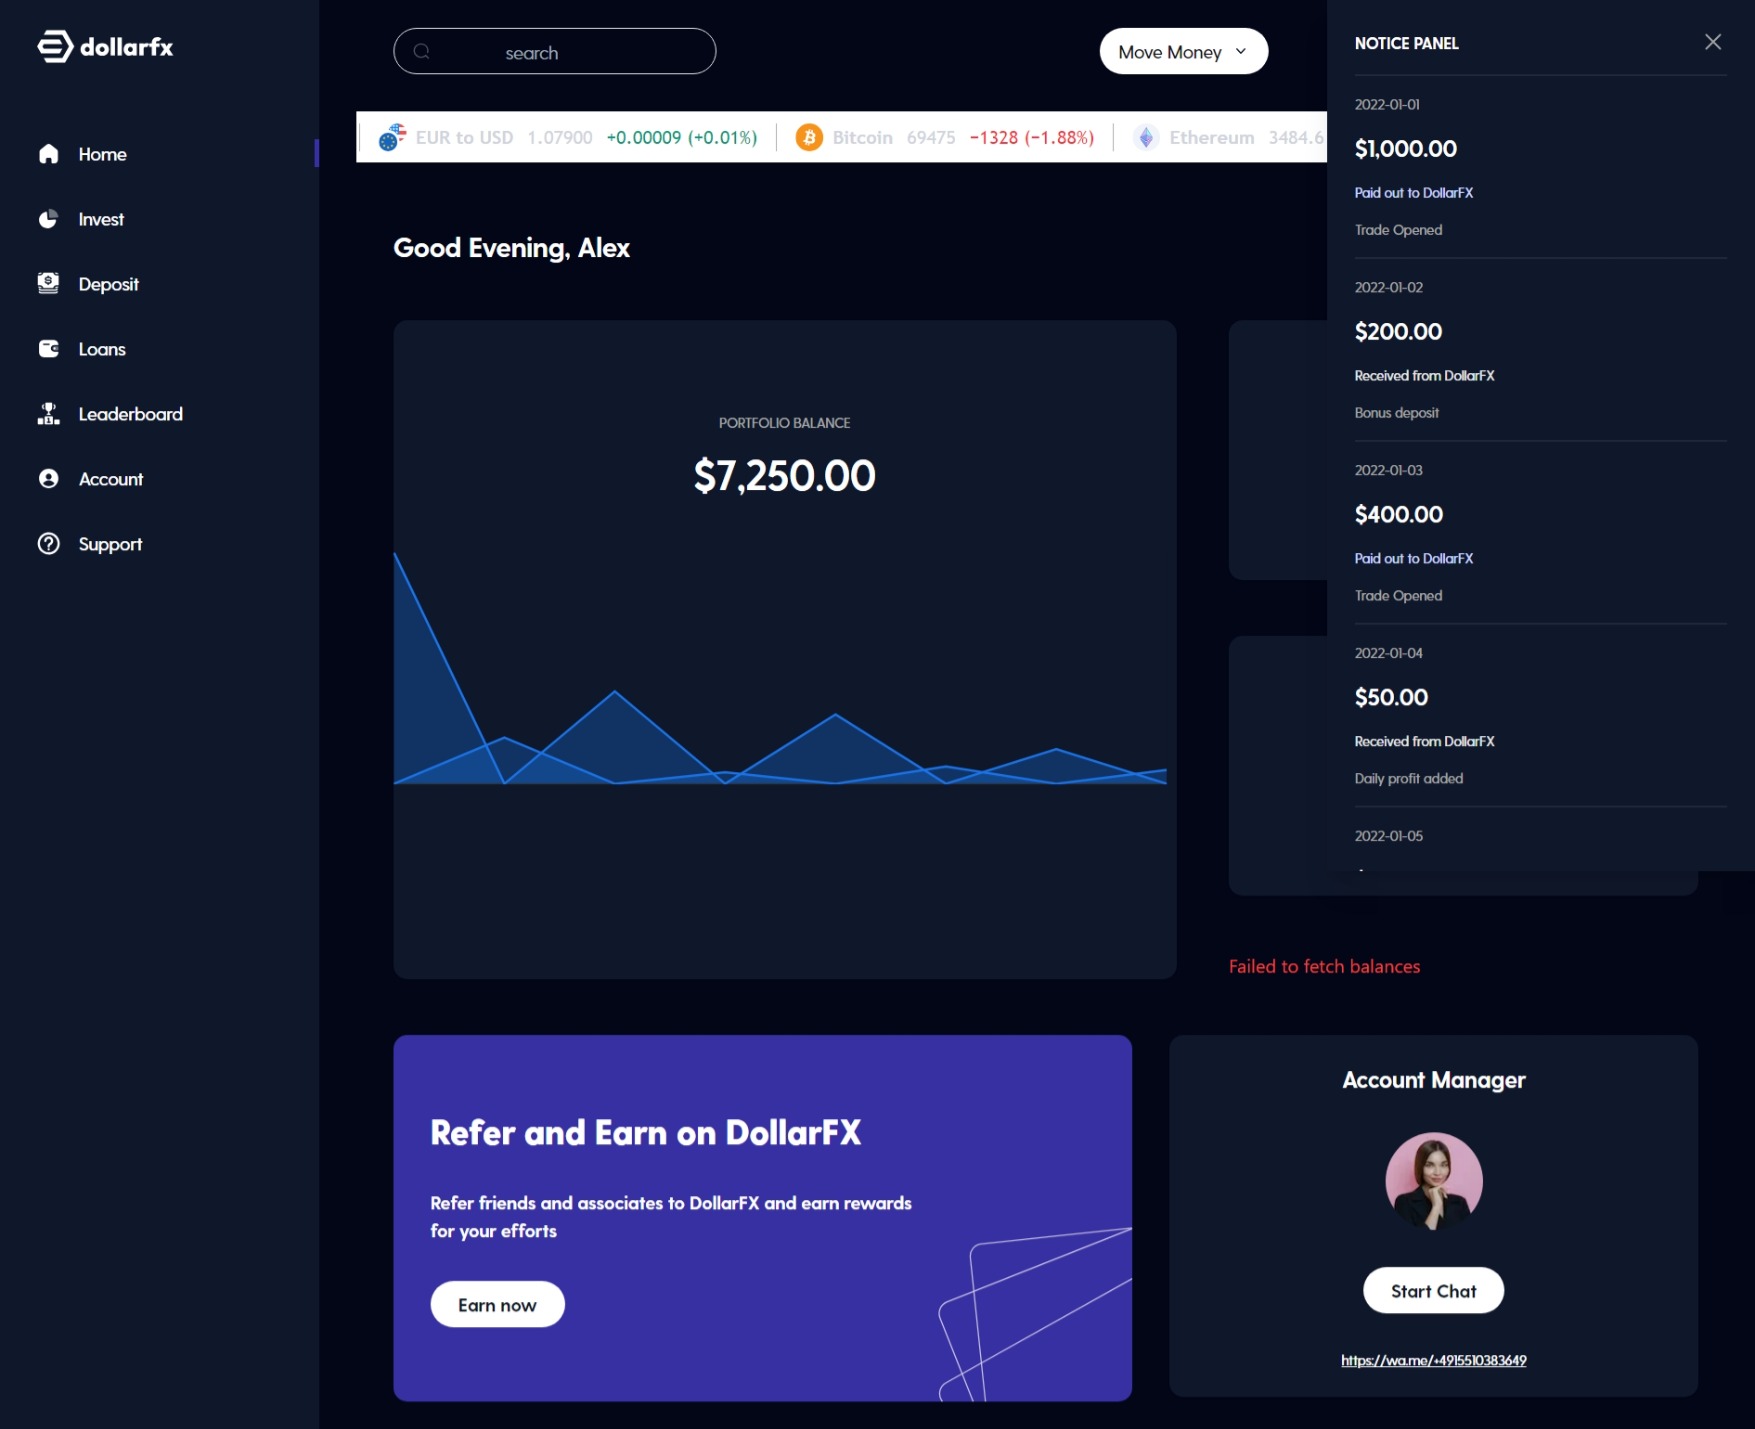 dollarfx
Home
Invest
Deposit
Loans
Leaderboard
Account
Support
search
Move Money
EUR to USD 1.07900 +0.00009 (+0.01%)
Bitcoin 69475 −1328 (−1.88%)
Ethereum 3484.6
Good Evening, Alex
PORTFOLIO BALANCE
$7,250.00
NOTICE PANEL
2022-01-01
$1,000.00
Paid out to DollarFX
Trade Opened
2022-01-02
$200.00
Received from DollarFX
Bonus deposit
2022-01-03
$400.00
Paid out to DollarFX
Trade Opened
2022-01-04
$50.00
Received from DollarFX
Daily profit added
2022-01-05
Failed to fetch balances
Refer and Earn on DollarFX
Refer friends and associates to DollarFX and earn rewards
for your efforts
Earn now
Account Manager
Start Chat
https://wa.me/+4915510383649